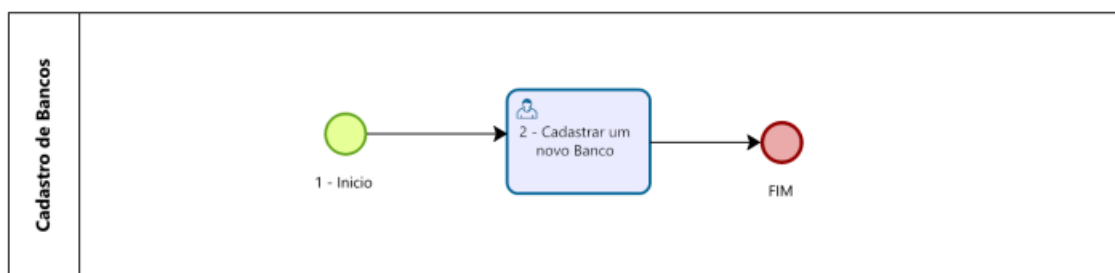 Cadastro de Bancos
1 - Inicio
2 - Cadastrar um
novo Banco
FIM